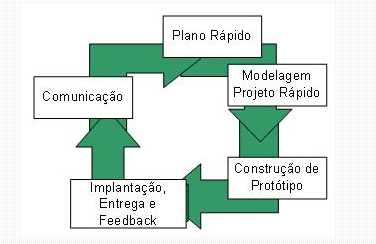 Plano Rápido
Modelagem
Projeto Rápido
Comunicação
Construção de
Protótipo
Implantação,
Entrega e
Feedback